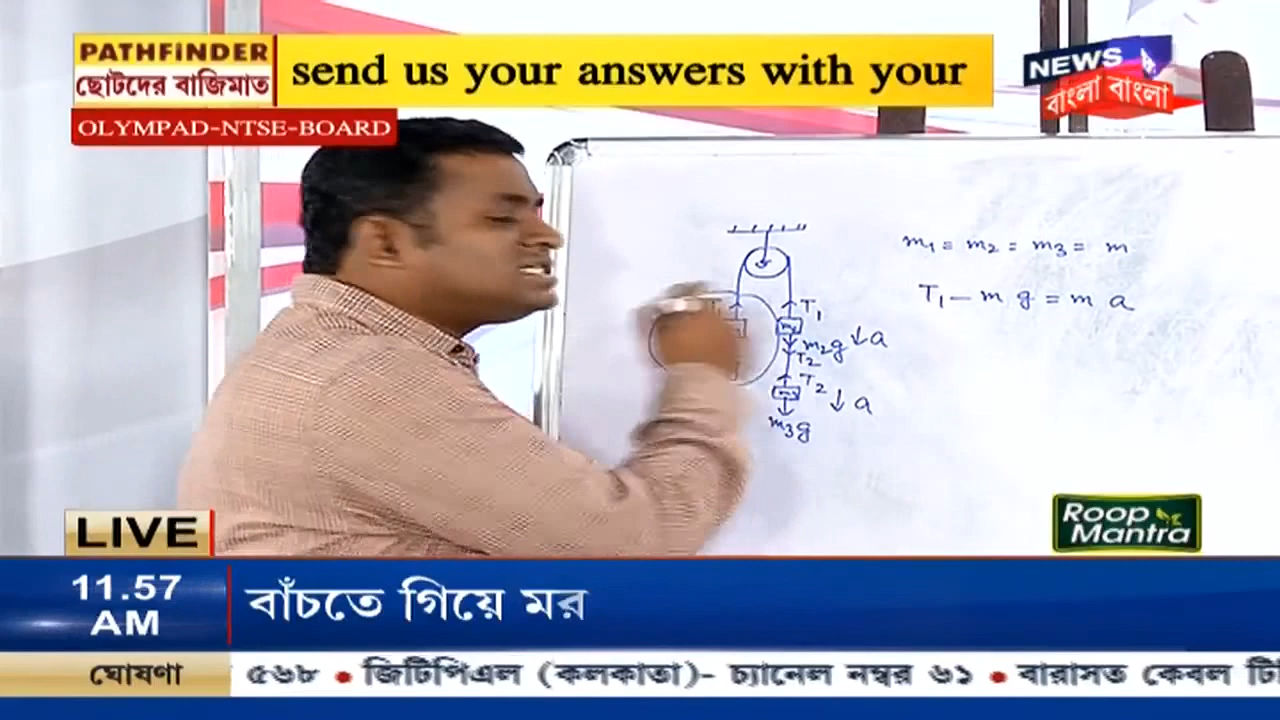 PATHFINDER
ছোটদের বাজিমাত
send us your answers with your
OLYMPAD-NTSE-BOARD
NEWS
বাংলা বাংলা
m₁ = m₂ = m₃ = m
T₁ - m g = m a
T₁
m₂g ↓a
T₂
T₂
↓a
m₃g
Roop
Mantra
LIVE
11.57
AM
বাঁচতে গিয়ে মর
ঘোষণা
৫৬৮ • জিটিপিএল (কলকাতা)- চ্যানেল নম্বর ৬১ • বারাসত কেবল